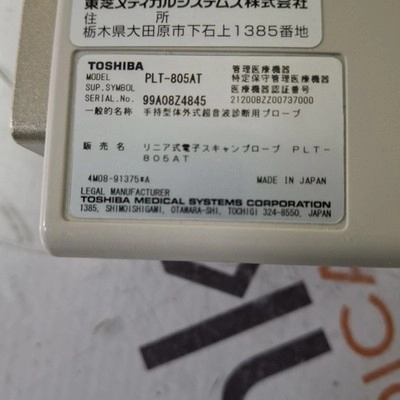 東芝メディカルシステムズ株式会社
住 所
栃木県大田原市下石上1385番地
TOSHIBA
MODEL PLT-805AT
SUP.SYMBOL
SERIAL.No. 99A08Z4845
管理医療機器
特定保守管理医療機器
医療機器認証番号
21200BZZ00737000
一般的名称 手持型体外式超音波診断用プローブ
販売名 リニア式電子スキャンプローブ PLT-
805AT
4M08-91375*A MADE IN JAPAN
LEGAL MANUFACTURER
TOSHIBA MEDICAL SYSTEMS CORPORATION
1385, SHIMOISHIGAMI, OTAWARA-SHI, TOCHIGI 324-8550, JAPAN